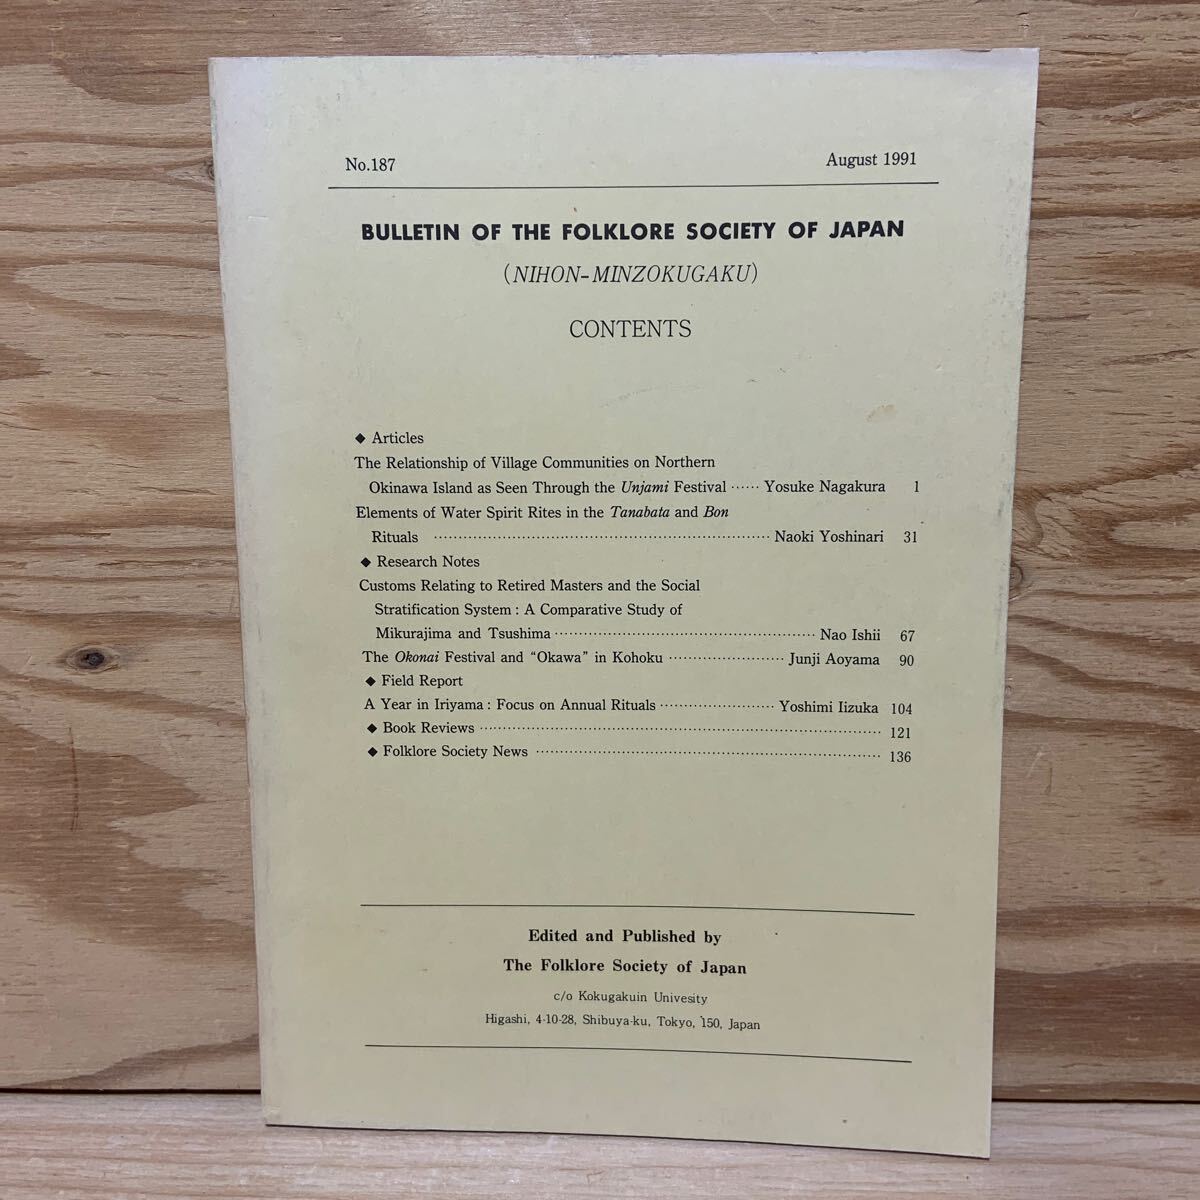 No.187 August 1991
BULLETIN OF THE FOLKLORE SOCIETY OF JAPAN
(NIHON-MINZOKUGAKU)
CONTENTS
◆ Articles
The Relationship of Village Communities on Northern
Okinawa Island as Seen Through the Unjami Festival ······ Yosuke Nagakura 1
Elements of Water Spirit Rites in the Tanabata and Bon
Rituals ······ Naoki Yoshinari 31
◆ Research Notes
Customs Relating to Retired Masters and the Social
Stratification System : A Comparative Study of
Mikurajima and Tsushima ······ Nao Ishii 67
The Okonai Festival and "Okawa" in Kohoku ······ Junji Aoyama 90
◆ Field Report
A Year in Iriyama : Focus on Annual Rituals ······ Yoshimi Iizuka 104
◆ Book Reviews ······ 121
◆ Folklore Society News ······ 136
Edited and Published by
The Folklore Society of Japan
c/o Kokugakuin Univesity
Higashi, 4-10-28, Shibuya-ku, Tokyo, 150, Japan